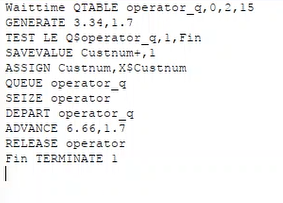 Waittime QTABLE operator_q,0,2,15
GENERATE 3.34,1.7
TEST LE Q$operator_q,1,Fin
SAVEVALUE Custnum+,1
ASSIGN Custnum,X$Custnum
QUEUE operator_q
SEIZE operator
DEPART operator_q
ADVANCE 6.66,1.7
RELEASE operator
Fin TERMINATE 1